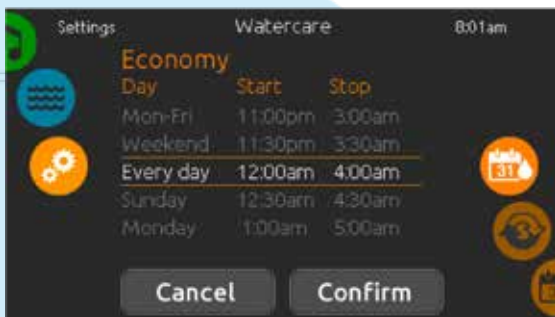 Settings Watercare 8:01am
Economy
Day Start Stop
Mon-Fri 11:00pm 3:00am
Weekend 11:30pm 3:30am
Every day 12:00am 4:00am
Sunday 12:30am 4:30am
Monday 1:00am 5:00am
31
Cancel Confirm